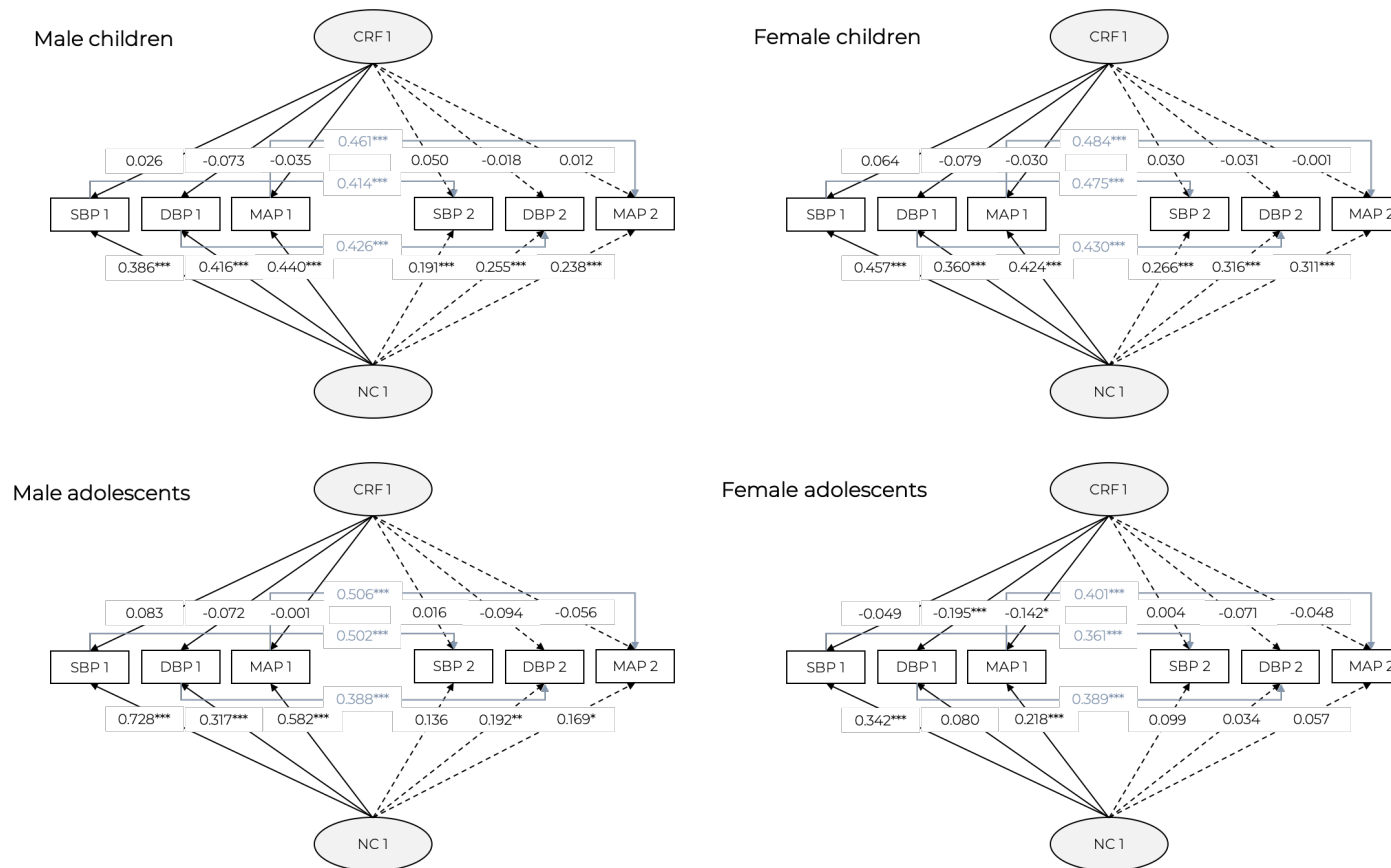 Male children
CRF 1
0.461***
0.026 -0.073 -0.035 0.050 -0.018 0.012
0.414***
SBP 1 DBP 1 MAP 1 SBP 2 DBP 2 MAP 2
0.426***
0.386*** 0.416*** 0.440*** 0.191*** 0.255*** 0.238***
NC 1
Female children
CRF 1
0.484***
0.064 -0.079 -0.030 0.030 -0.031 -0.001
0.475***
SBP 1 DBP 1 MAP 1 SBP 2 DBP 2 MAP 2
0.430***
0.457*** 0.360*** 0.424*** 0.266*** 0.316*** 0.311***
NC 1
Male adolescents
CRF 1
0.506***
0.083 -0.072 -0.001 0.016 -0.094 -0.056
0.502***
SBP 1 DBP 1 MAP 1 SBP 2 DBP 2 MAP 2
0.388***
0.728*** 0.317*** 0.582*** 0.136 0.192** 0.169*
NC 1
Female adolescents
CRF 1
0.401***
-0.049 -0.195*** -0.142* 0.004 -0.071 -0.048
0.361***
SBP 1 DBP 1 MAP 1 SBP 2 DBP 2 MAP 2
0.389***
0.342*** 0.080 0.218*** 0.099 0.034 0.057
NC 1